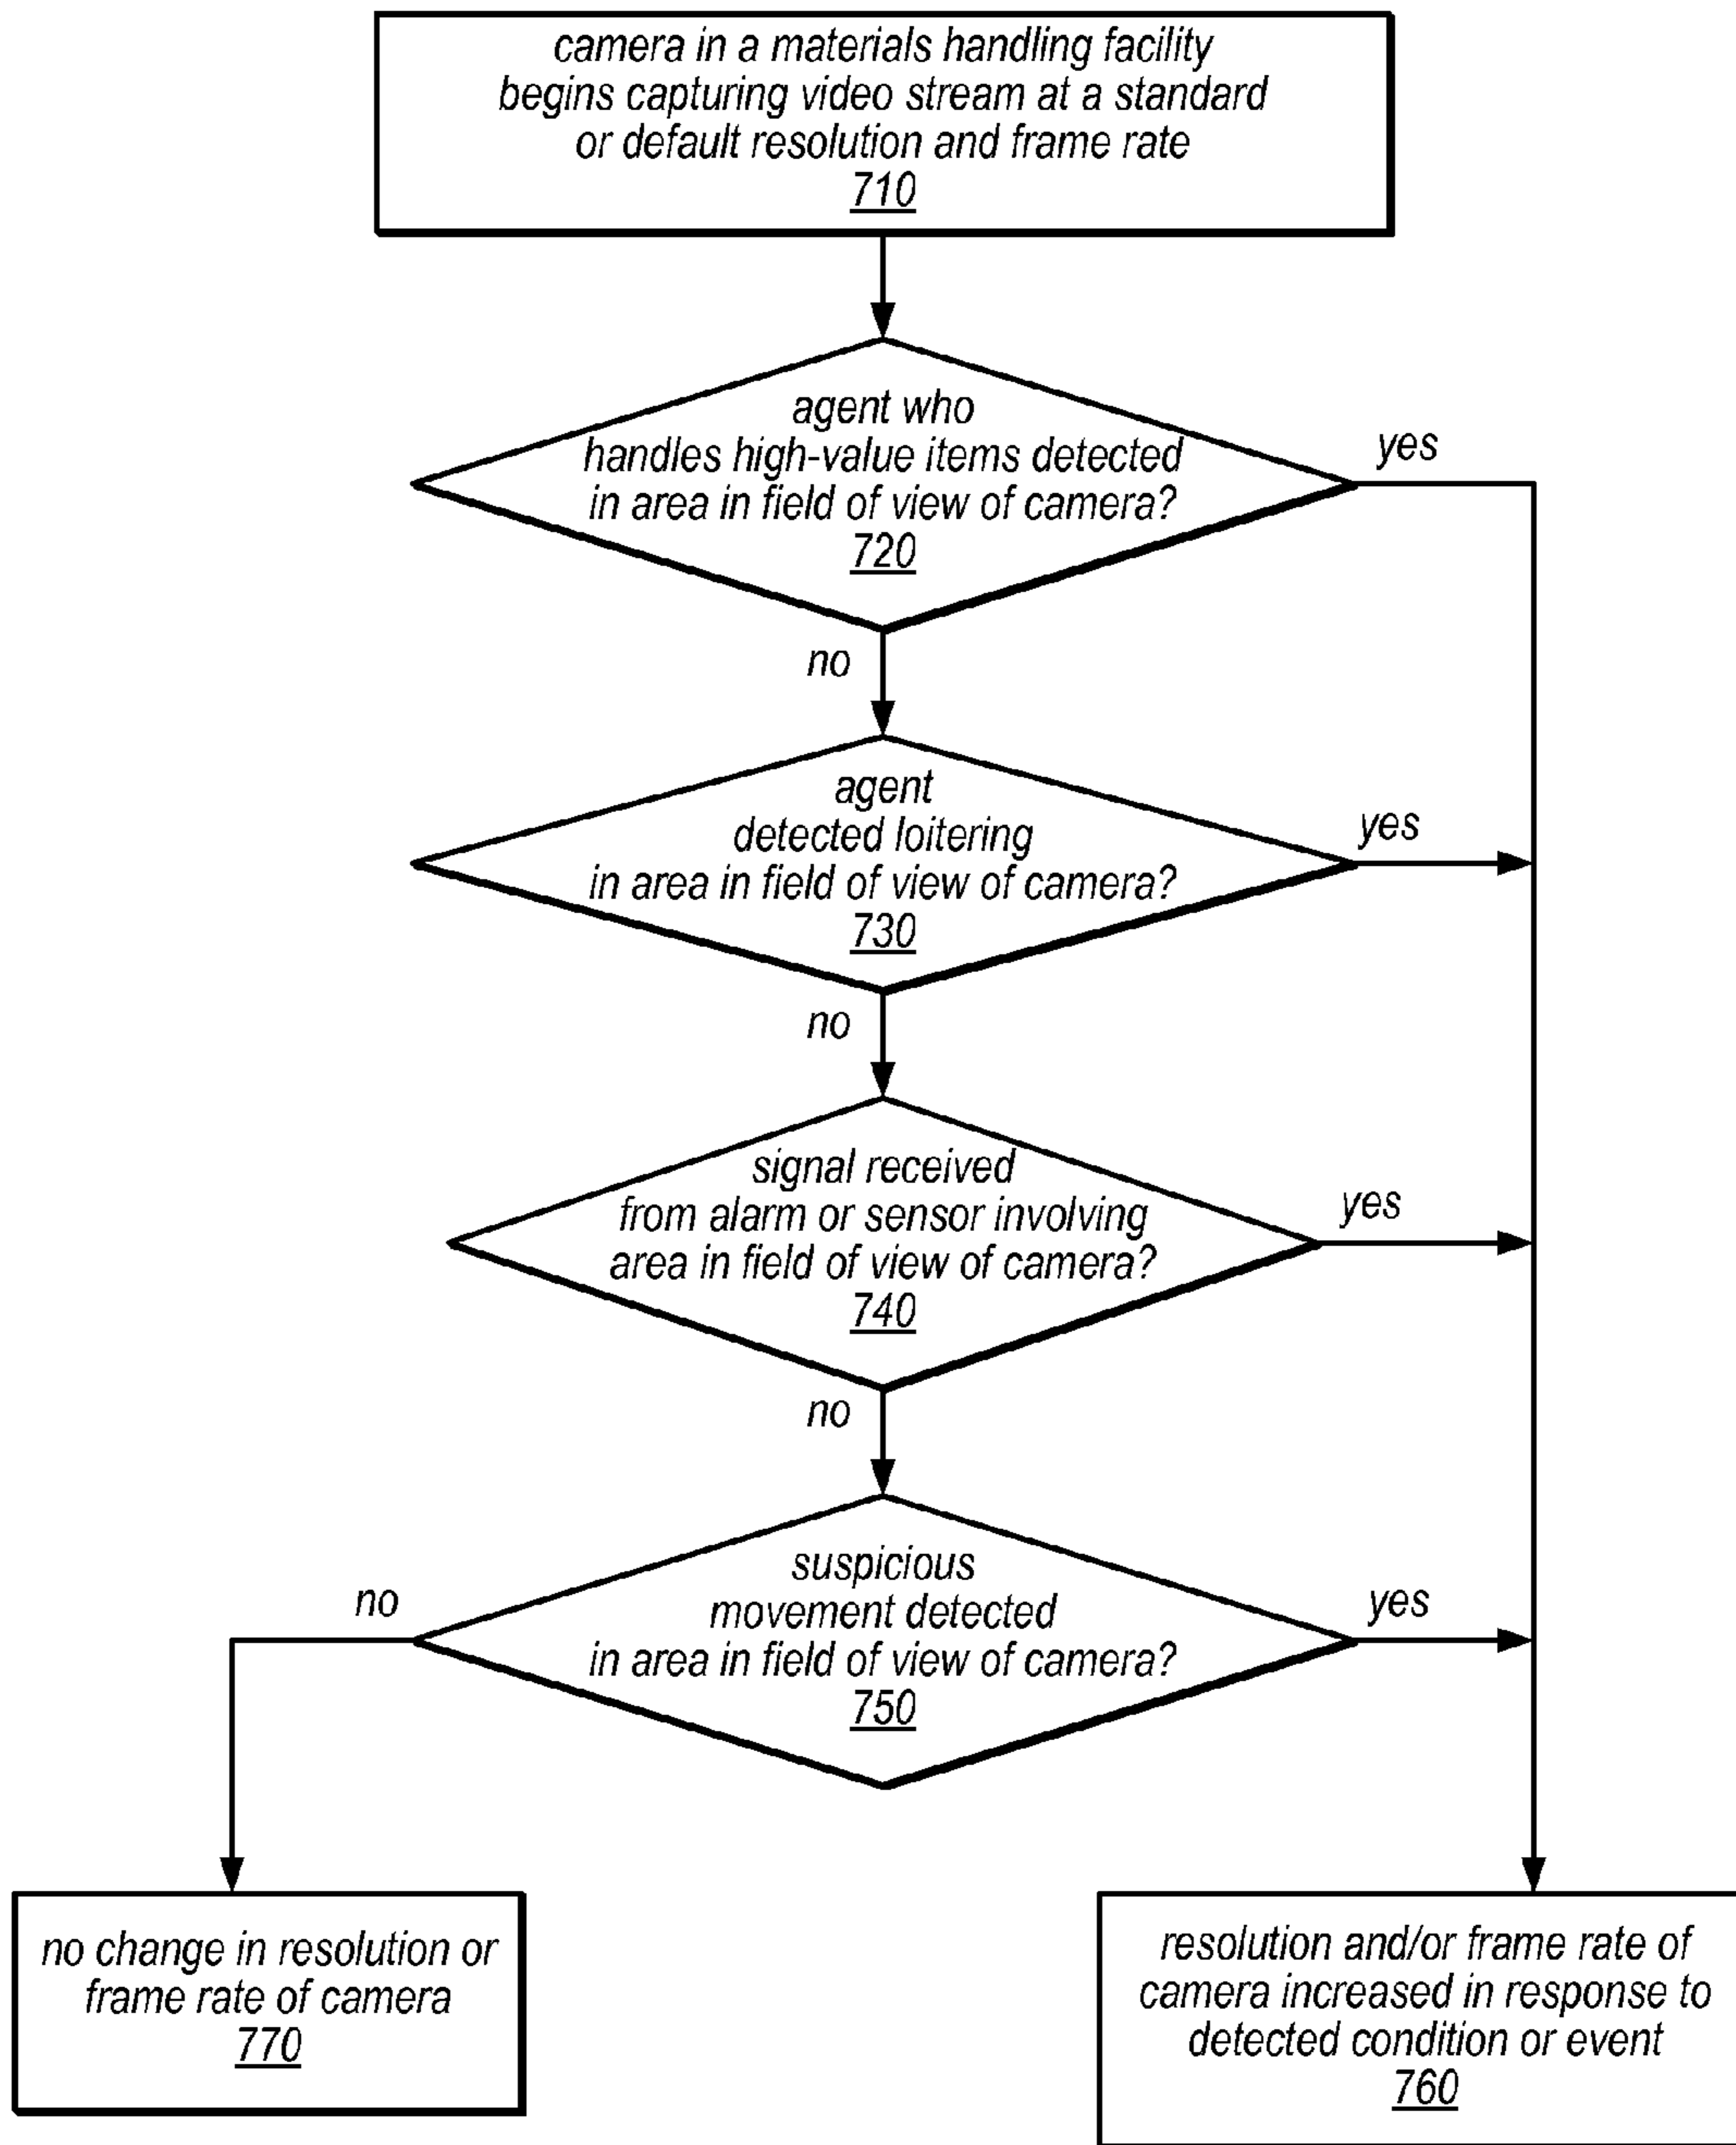 camera in a materials handling facility
begins capturing video stream at a standard
or default resolution and frame rate
710
agent who
handles high-value items detected
in area in field of view of camera?
720
yes
no
agent
detected loitering
in area in field of view of camera?
730
yes
no
signal received
from alarm or sensor involving
area in field of view of camera?
740
yes
no
suspicious
movement detected
in area in field of view of camera?
750
no
yes
no change in resolution or
frame rate of camera
770
resolution and/or frame rate of
camera increased in response to
detected condition or event
760